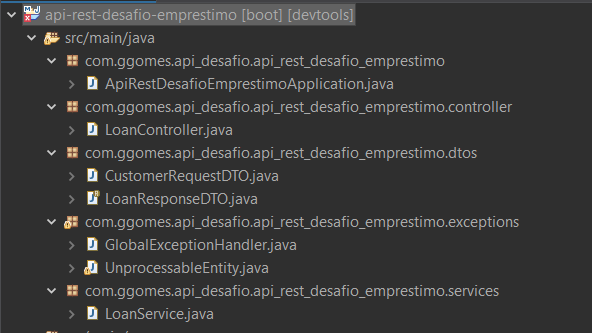 api-rest-desafio-emprestimo [boot] [devtools]
src/main/java
com.ggomes.api_desafio.api_rest_desafio_emprestimo
ApiRestDesafioEmprestimoApplication.java
com.ggomes.api_desafio.api_rest_desafio_emprestimo.controller
LoanController.java
com.ggomes.api_desafio.api_rest_desafio_emprestimo.dtos
CustomerRequestDTO.java
LoanResponseDTO.java
com.ggomes.api_desafio.api_rest_desafio_emprestimo.exceptions
GlobalExceptionHandler.java
UnprocessableEntity.java
com.ggomes.api_desafio.api_rest_desafio_emprestimo.services
LoanService.java